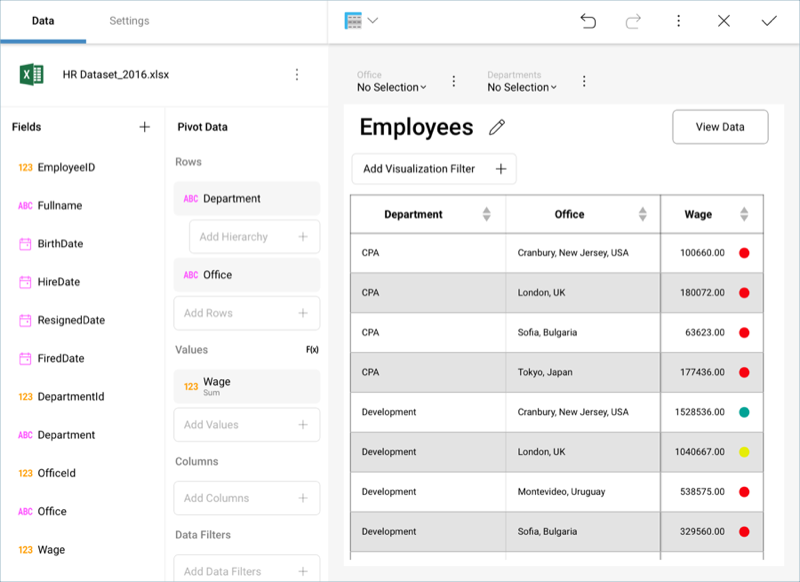 Data
Settings
HR Dataset_2016.xlsx
Fields
123 EmployeeID
ABC Fullname
BirthDate
HireDate
ResignedDate
FiredDate
123 DepartmentId
ABC Department
123 OfficeId
ABC Office
123 Wage
Pivot Data
Rows
ABC Department
Add Hierarchy
ABC Office
Add Rows
Values F(x)
123 Wage
Sum
Add Values
Columns
Add Columns
Data Filters
Add Data Filters
Office
No Selection
Departments
No Selection
Employees
View Data
Add Visualization Filter
Department Office Wage
CPA Cranbury, New Jersey, USA 100660.00
CPA London, UK 180072.00
CPA Sofia, Bulgaria 63623.00
CPA Tokyo, Japan 177436.00
Development Cranbury, New Jersey, USA 1528536.00
Development London, UK 1040667.00
Development Montevideo, Uruguay 538575.00
Development Sofia, Bulgaria 329560.00